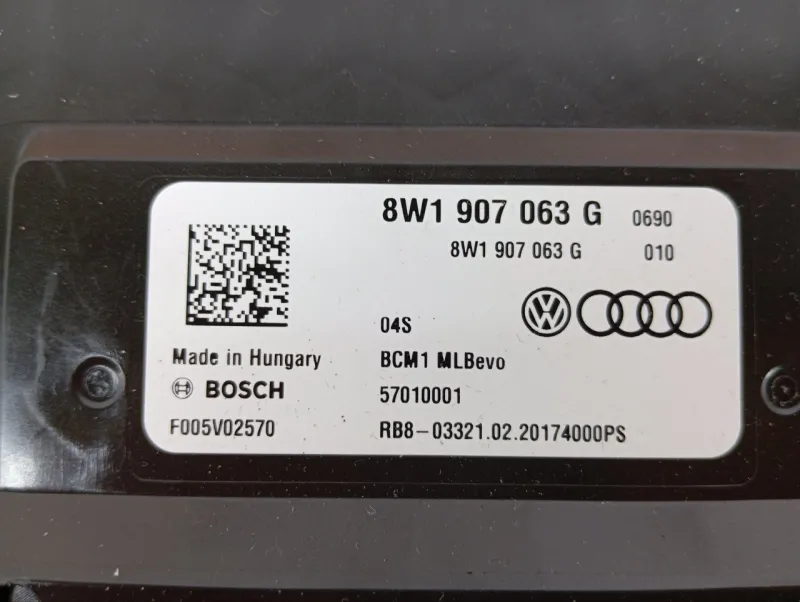 8W1 907 063 G 0690
8W1 907 063 G 010
04S
Made in Hungary
BCM1 MLBevo
BOSCH
57010001
F005V02570
RB8-03321.02.20174000PS